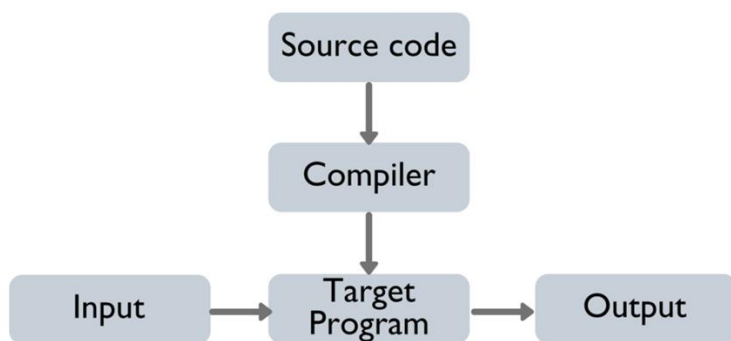 Source code
Compiler
Input
Target
Program
Output